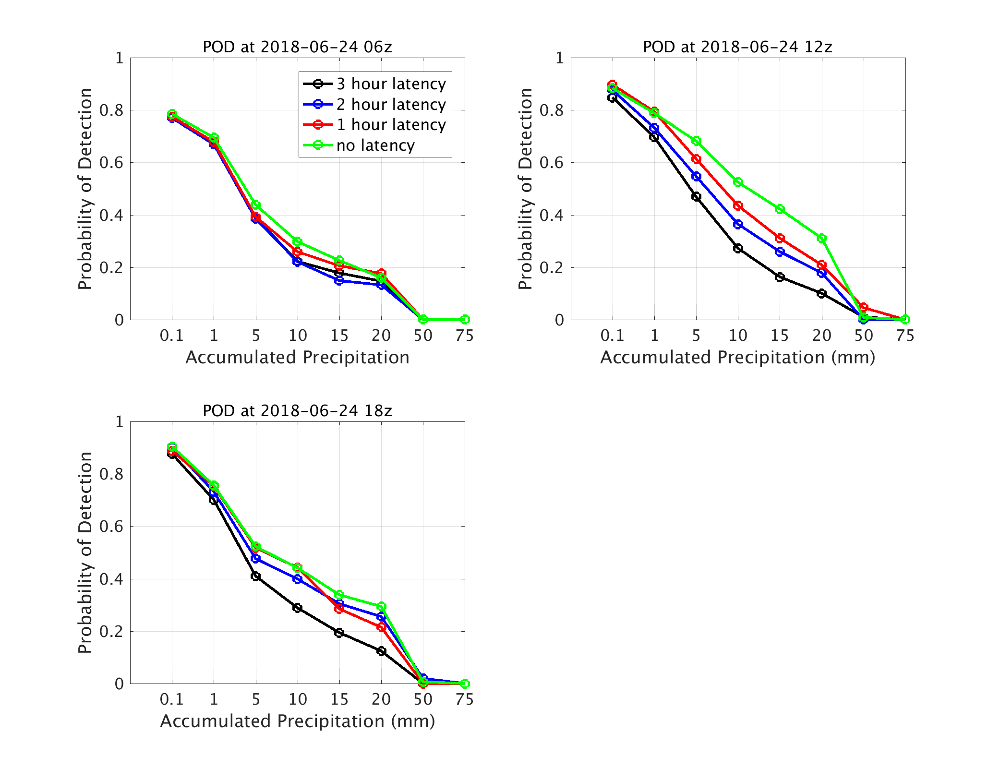 POD at 2018-06-24 06z
1
0.8
0.6
0.4
0.2
0
Probability of Detection
3 hour latency
2 hour latency
1 hour latency
no latency
0.1 1 5 10 15 20 50 75
Accumulated Precipitation
POD at 2018-06-24 12z
1
0.8
0.6
0.4
0.2
0
Probability of Detection
0.1 1 5 10 15 20 50 75
Accumulated Precipitation (mm)
POD at 2018-06-24 18z
1
0.8
0.6
0.4
0.2
0
Probability of Detection
0.1 1 5 10 15 20 50 75
Accumulated Precipitation (mm)